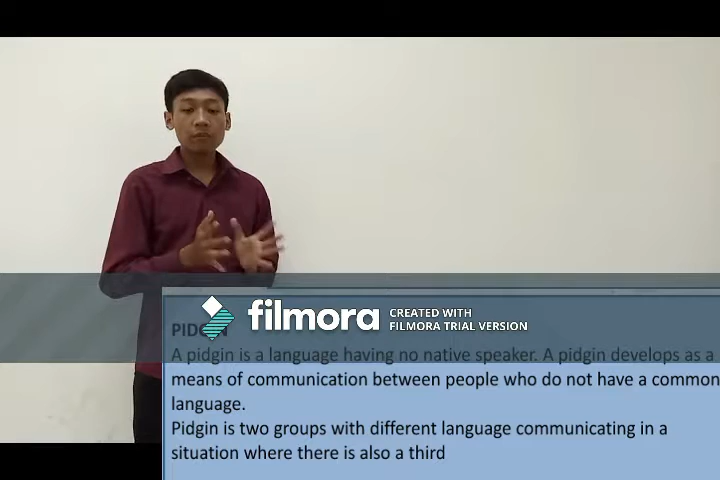 filmora CREATED WITH
FILMORA TRIAL VERSION
PIDGIN
A pidgin is a language having no native speaker. A pidgin develops as a
means of communication between people who do not have a common
language.
Pidgin is two groups with different language communicating in a
situation where there is also a third